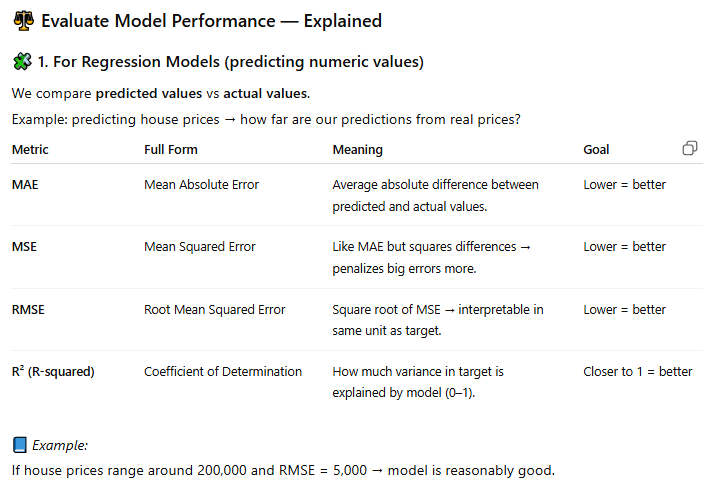 ⚖️ Evaluate Model Performance — Explained
🧩 1. For Regression Models (predicting numeric values)
We compare predicted values vs actual values.
Example: predicting house prices → how far are our predictions from real prices?
Metric Full Form Meaning Goal
MAE Mean Absolute Error Average absolute difference between predicted and actual values. Lower = better
MSE Mean Squared Error Like MAE but squares differences → penalizes big errors more. Lower = better
RMSE Root Mean Squared Error Square root of MSE → interpretable in same unit as target. Lower = better
R² (R-squared) Coefficient of Determination How much variance in target is explained by model (0–1). Closer to 1 = better
📘 Example:
If house prices range around 200,000 and RMSE = 5,000 → model is reasonably good.